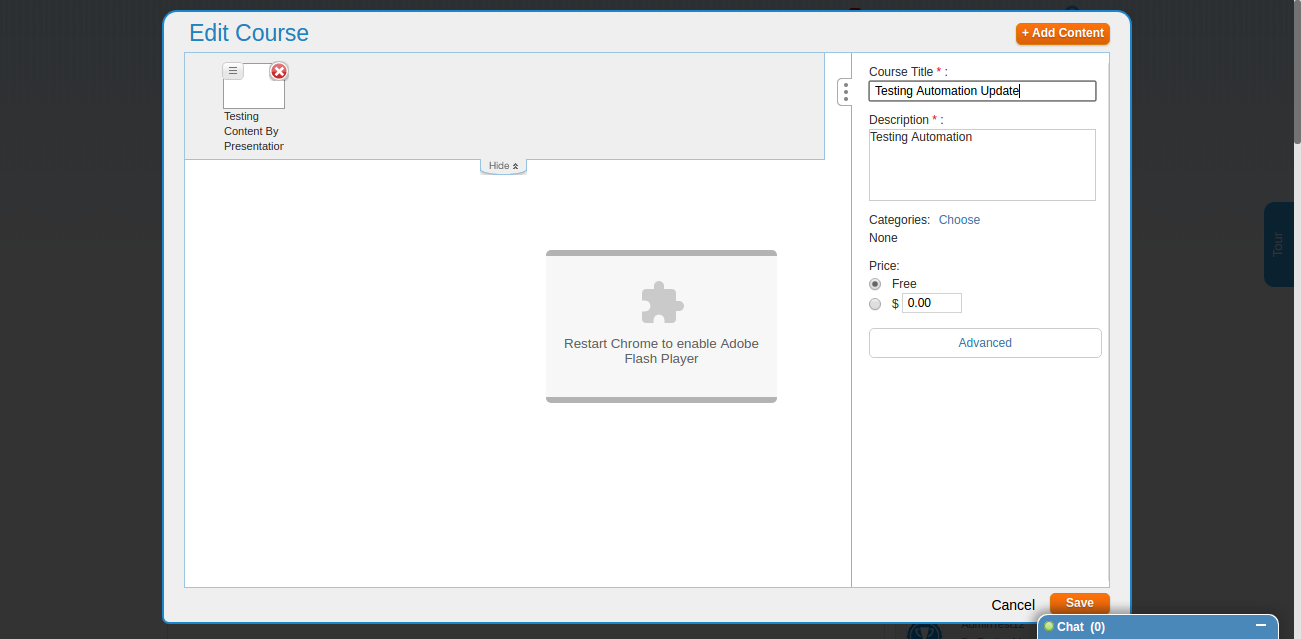 Edit Course
+ Add Content
Testing
Content By
Presentation
Hide
Course Title * :
Testing Automation Update
Description * :
Testing Automation
Categories: Choose
None
Price:
Free
$ 0.00
Advanced
Restart Chrome to enable Adobe
Flash Player
Tour
Cancel
Save
Chat (0)